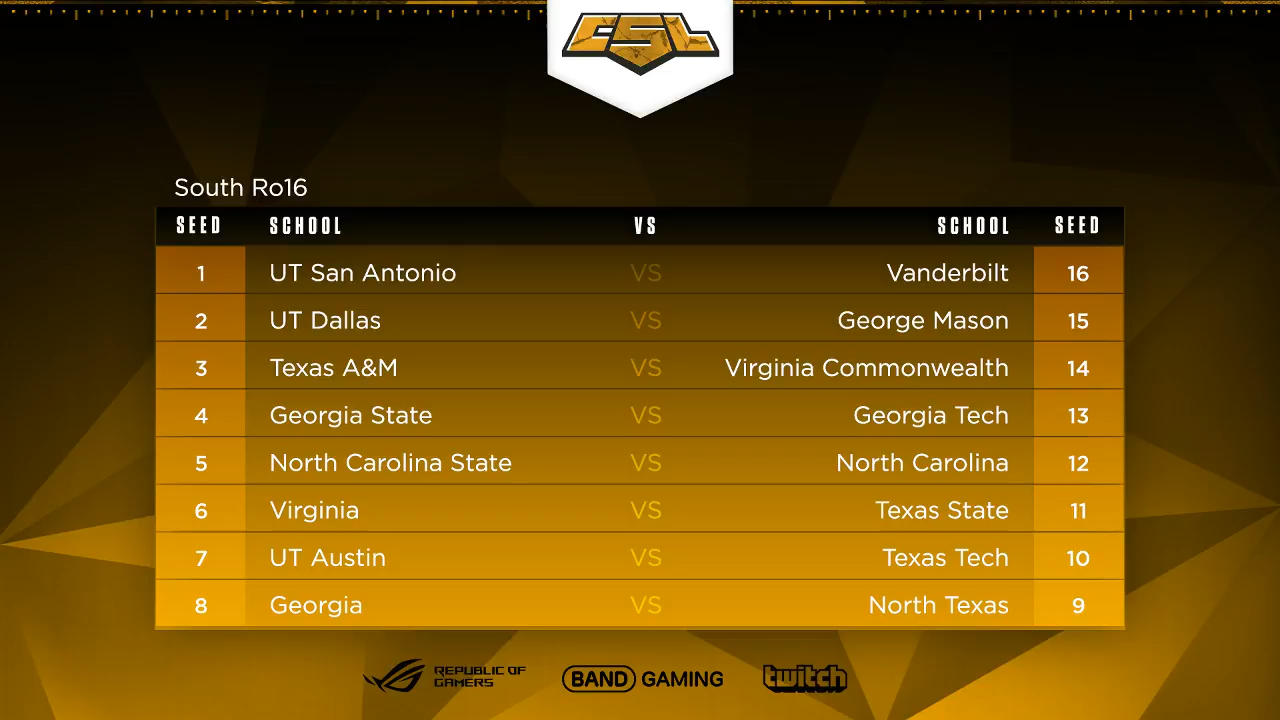 CSL
South Ro16
SEED SCHOOL VS SCHOOL SEED
1 UT San Antonio VS Vanderbilt 16
2 UT Dallas VS George Mason 15
3 Texas A&M VS Virginia Commonwealth 14
4 Georgia State VS Georgia Tech 13
5 North Carolina State VS North Carolina 12
6 Virginia VS Texas State 11
7 UT Austin VS Texas Tech 10
8 Georgia VS North Texas 9
REPUBLIC OF
GAMERS
BAND GAMING
twitch